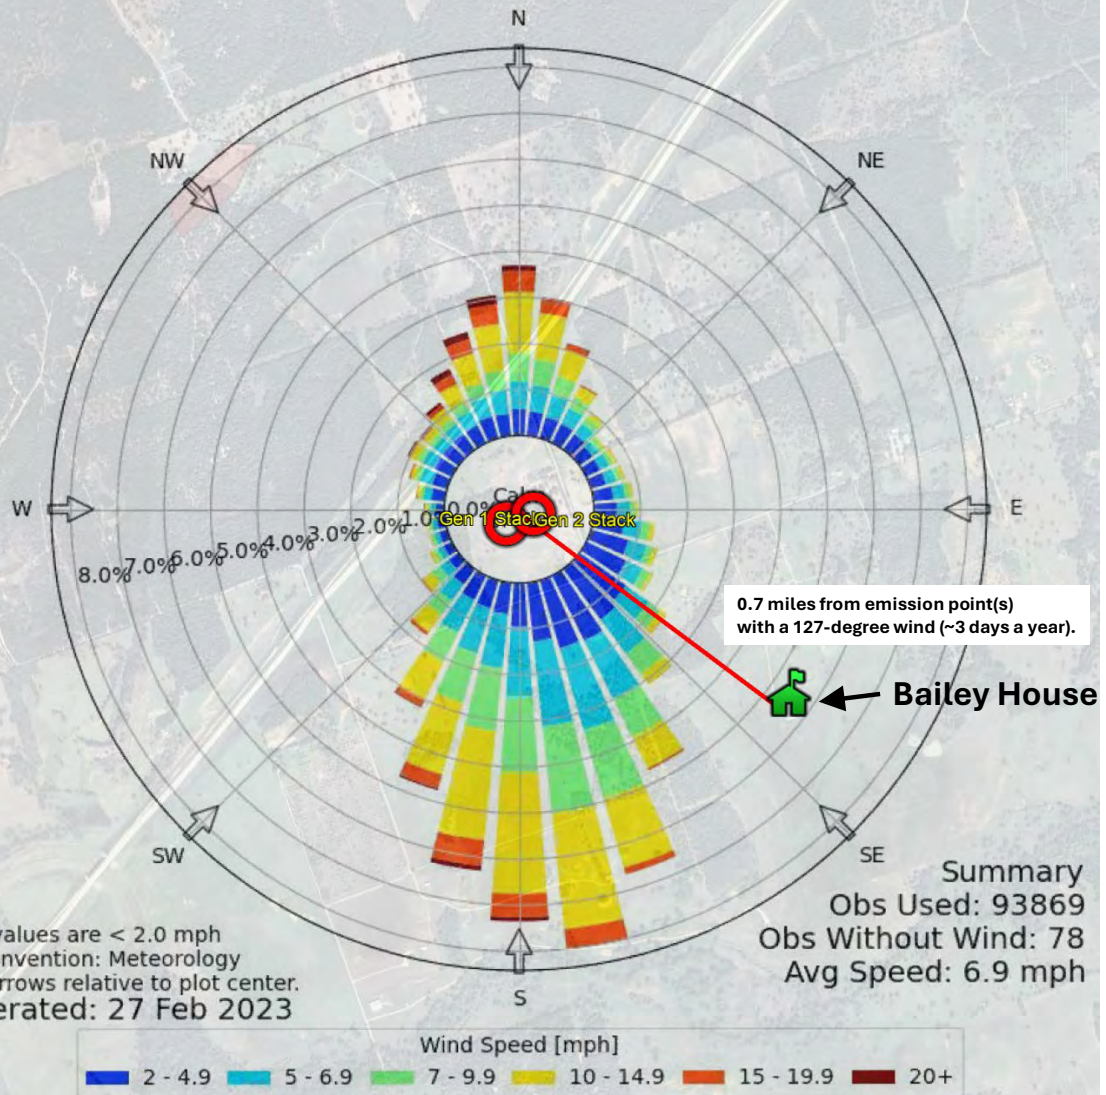 N
NW
NE
W
E
Gen 1 Stack
Gen 2 Stack
0.0%
1.0
2.0%
3.0%
4.0%
5.0%
6.0%
7.0%
8.0%
0.7 miles from emission point(s)
with a 127-degree wind (~3 days a year).
Bailey House
SW
SE
S
Summary
Obs Used: 93869
Obs Without Wind: 78
Avg Speed: 6.9 mph
values are < 2.0 mph
nvention: Meteorology
rrows relative to plot center.
erated: 27 Feb 2023
Wind Speed [mph]
2 - 4.9 5 - 6.9 7 - 9.9 10 - 14.9 15 - 19.9 20+